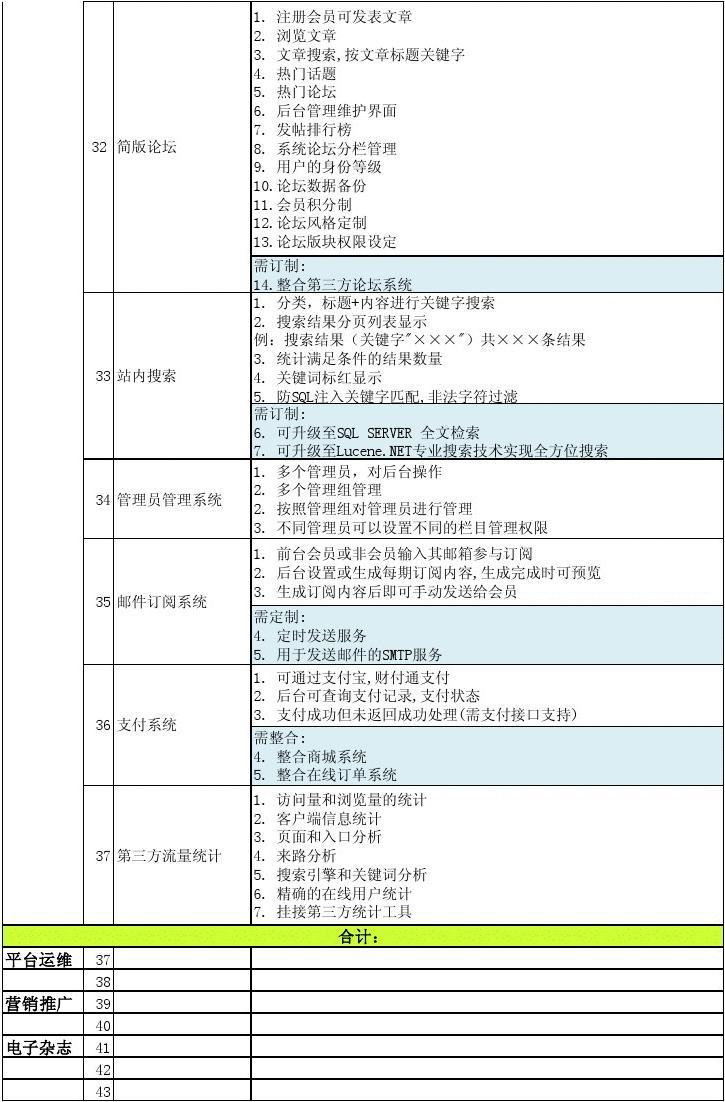 32 简版论坛
1. 注册会员可发表文章
2. 浏览文章
3. 文章搜索,按文章标题关键字
4. 热门话题
5. 热门论坛
6. 后台管理维护界面
7. 发帖排行榜
8. 系统论坛分栏管理
9. 用户的身份等级
10.论坛数据备份
11.会员积分制
12.论坛风格定制
13.论坛版块权限设定
需订制:
14.整合第三方论坛系统
33 站内搜索
1. 分类, 标题+内容进行关键字搜索
2. 搜索结果分页列表显示
例: 搜索结果（关键字"×××"）共×××条结果
3. 统计满足条件的结果数量
4. 关键词标红显示
5. 防SQL注入关键字匹配,非法字符过滤
需订制:
6. 可升级至SQL SERVER 全文检索
7. 可升级至Lucene.NET专业搜索技术实现全方位搜索
34 管理员管理系统
1. 多个管理员, 对后台操作
2. 多个管理组管理
2. 按照管理组对管理员进行管理
3. 不同管理员可以设置不同的栏目管理权限
35 邮件订阅系统
1. 前台会员或非会员输入其邮箱参与订阅
2. 后台设置或生成每期订阅内容,生成完成时可预览
3. 生成订阅内容后即可手动发送给会员
需定制:
4. 定时发送服务
5. 用于发送邮件的SMTP服务
36 支付系统
1. 可通过支付宝,财付通支付
2. 后台可查询支付记录,支付状态
3. 支付成功但未返回成功处理(需支付接口支持)
需整合:
4. 整合商城系统
5. 整合在线订单系统
37 第三方流量统计
1. 访问量和浏览量的统计
2. 客户端信息统计
3. 页面和入口分析
4. 来路分析
5. 搜索引擎和关键词分析
6. 精确的在线用户统计
7. 挂接第三方统计工具
合计:
平台运维 37
38
营销推广 39
40
电子杂志 41
42
43